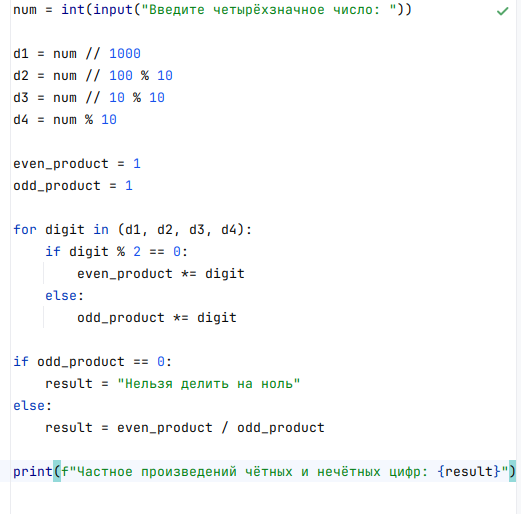 num = int(input("Введите четырёхзначное число: "))

d1 = num // 1000
d2 = num // 100 % 10
d3 = num // 10 % 10
d4 = num % 10

even_product = 1
odd_product = 1

for digit in (d1, d2, d3, d4):
    if digit % 2 == 0:
        even_product *= digit
    else:
        odd_product *= digit

if odd_product == 0:
    result = "Нельзя делить на ноль"
else:
    result = even_product / odd_product

print(f"Частное произведений чётных и нечётных цифр: {result}")